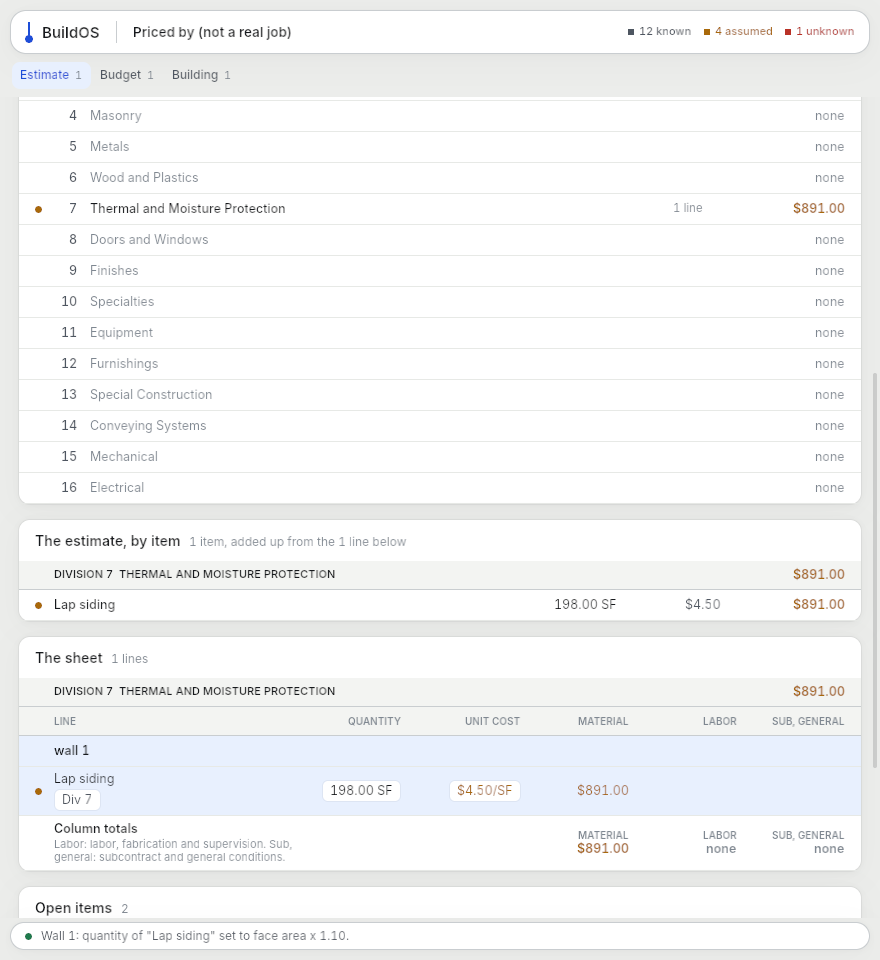 BuildOS Priced by (not a real job) 12 known 4 assumed 1 unknown
Estimate 1 Budget 1 Building 1
4 Masonry none
5 Metals none
6 Wood and Plastics none
7 Thermal and Moisture Protection 1 line $891.00
8 Doors and Windows none
9 Finishes none
10 Specialties none
11 Equipment none
12 Furnishings none
13 Special Construction none
14 Conveying Systems none
15 Mechanical none
16 Electrical none
The estimate, by item 1 item, added up from the 1 line below
DIVISION 7 THERMAL AND MOISTURE PROTECTION $891.00
Lap siding 198.00 SF $4.50 $891.00
The sheet 1 lines
DIVISION 7 THERMAL AND MOISTURE PROTECTION $891.00
LINE QUANTITY UNIT COST MATERIAL LABOR SUB, GENERAL
wall 1
Lap siding 198.00 SF $4.50/SF $891.00
Div 7
Column totals MATERIAL LABOR SUB, GENERAL
Labor: labor, fabrication and supervision. Sub, $891.00 none none
general: subcontract and general conditions.
Open items 2
Wall 1: quantity of "Lap siding" set to face area x 1.10.